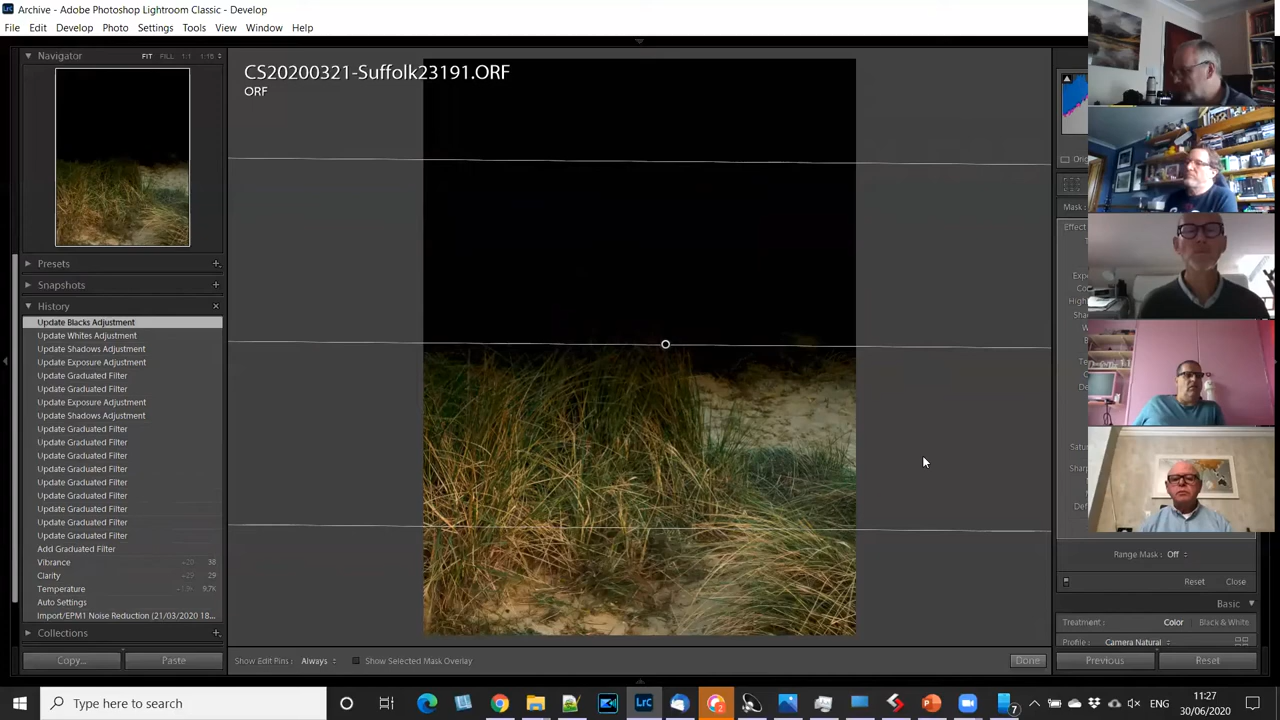 Archive - Adobe Photoshop Lightroom Classic - Develop
File Edit Develop Photo Settings Tools View Window Help
Navigator FIT FILL 1:1
CS20200321-Suffolk23191.ORF
ORF
Presets
Snapshots
History
Update Blacks Adjustment
Update Whites Adjustment
Update Shadows Adjustment
Update Exposure Adjustment
Update Graduated Filter
Update Graduated Filter
Update Exposure Adjustment
Update Shadows Adjustment
Update Graduated Filter
Update Graduated Filter
Update Graduated Filter
Update Graduated Filter
Update Graduated Filter
Update Graduated Filter
Update Graduated Filter
Update Graduated Filter
Update Graduated Filter
Add Graduated Filter
Vibrance 38
Clarity 29
Temperature 9.7K
Auto Settings
Import/EPM1 Noise Reduction (21/03/2020 18...
Collections
Copy... Paste
Show Edit Pins : Always Show Selected Mask Overlay Done
Mask :
Effect
Range Mask : Off
Reset Close
Basic
Treatment : Color Black & White
Profile : Camera Natural
Previous Reset
Type here to search
ENG
11:27
30/06/2020